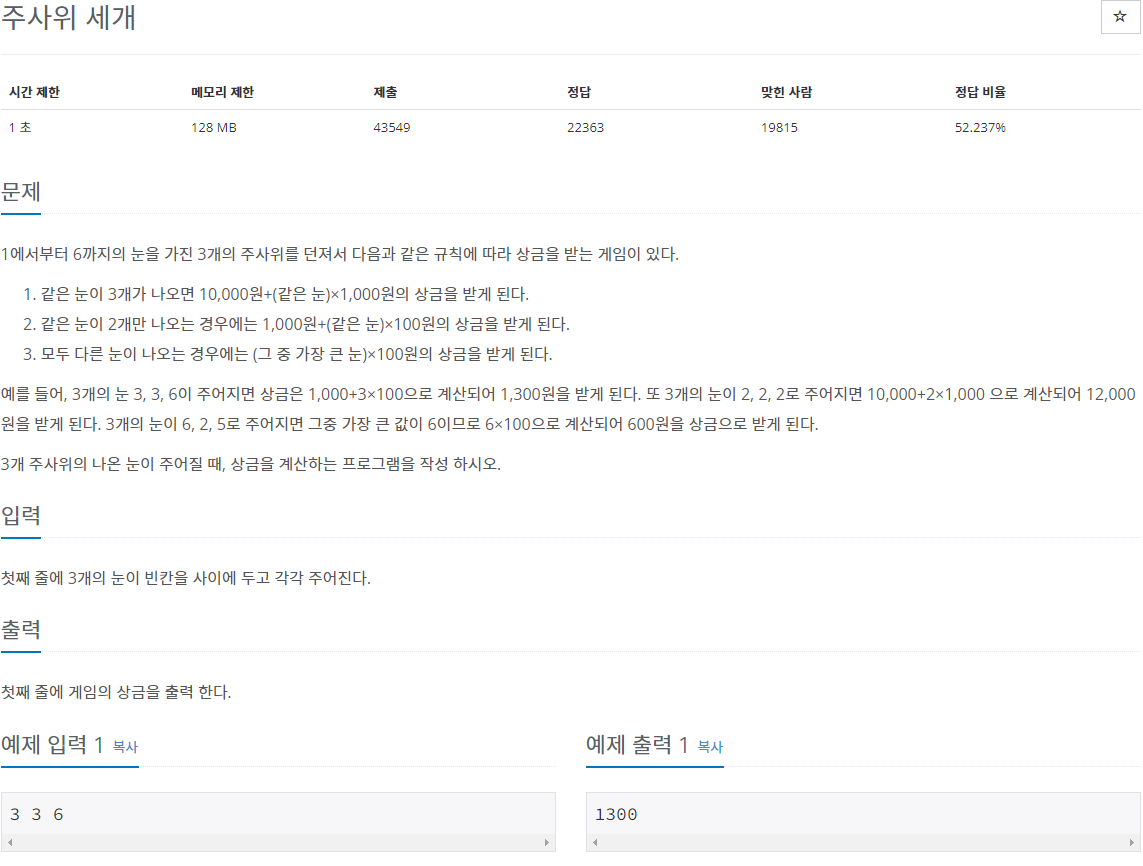 주사위 세개
☆
시간 제한 메모리 제한 제출 정답 맞힌 사람 정답 비율
1 초 128 MB 43549 22363 19815 52.237%
문제
1에서부터 6까지의 눈을 가진 3개의 주사위를 던져서 다음과 같은 규칙에 따라 상금을 받는 게임이 있다.
1. 같은 눈이 3개가 나오면 10,000원+(같은 눈)×1,000원의 상금을 받게 된다.
2. 같은 눈이 2개만 나오는 경우에는 1,000원+(같은 눈)×100원의 상금을 받게 된다.
3. 모두 다른 눈이 나오는 경우에는 (그 중 가장 큰 눈)×100원의 상금을 받게 된다.
예를 들어, 3개의 눈 3, 3, 6이 주어지면 상금은 1,000+3×100으로 계산되어 1,300원을 받게 된다. 또 3개의 눈이 2, 2, 2로 주어지면 10,000+2×1,000 으로 계산되어 12,000
원을 받게 된다. 3개의 눈이 6, 2, 5로 주어지면 그중 가장 큰 값이 6이므로 6×100으로 계산되어 600원을 상금으로 받게 된다.
3개 주사위의 나온 눈이 주어질 때, 상금을 계산하는 프로그램을 작성 하시오.
입력
첫째 줄에 3개의 눈이 빈칸을 사이에 두고 각각 주어진다.
출력
첫째 줄에 게임의 상금을 출력 한다.
예제 입력 1 복사
3 3 6
예제 출력 1 복사
1300